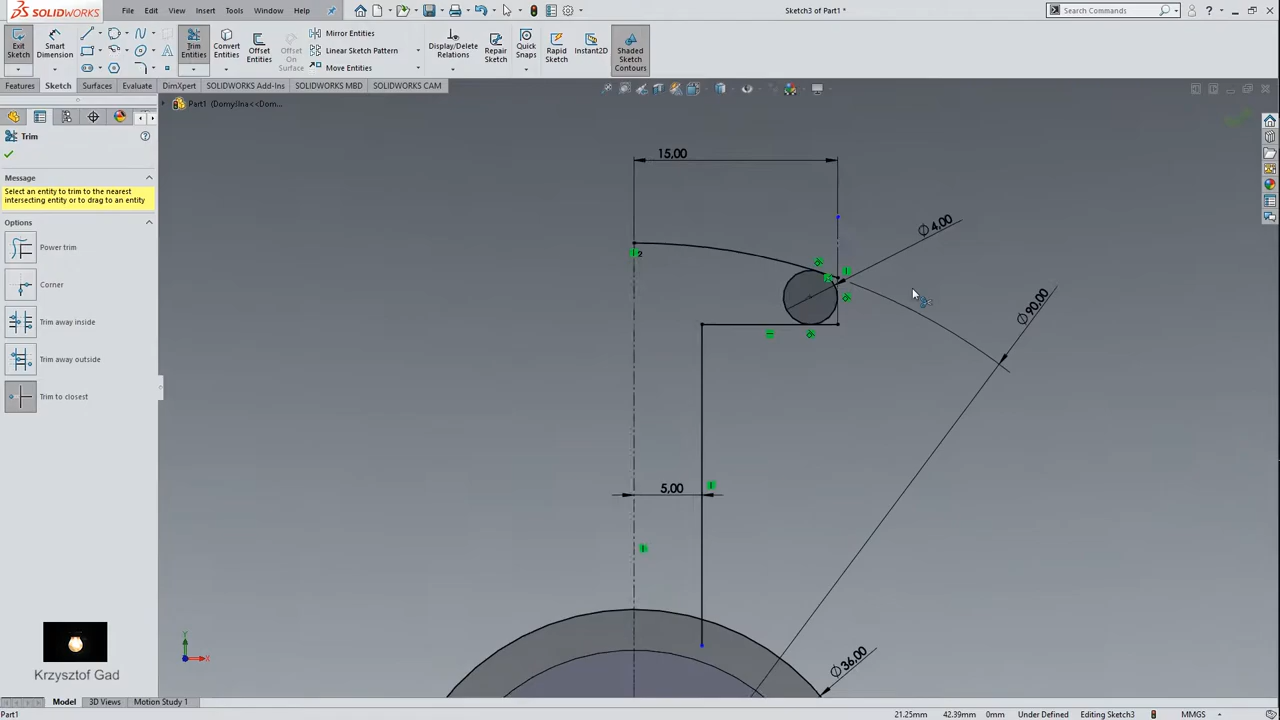 SOLIDWORKS
File Edit View Insert Tools Window Help
Sketch3 of Part1 *
Search Commands
Exit Sketch
Smart Dimension
Trim Entities
Convert Entities
Offset Entities
Offset On Surface
Mirror Entities
Linear Sketch Pattern
Move Entities
Display/Delete Relations
Repair Sketch
Quick Snaps
Rapid Sketch
Instant2D
Shaded Sketch Contours
Features Sketch Surfaces Evaluate DimXpert SOLIDWORKS Add-Ins SOLIDWORKS MBD SOLIDWORKS CAM
Part1 (Domyślna<<Dom...
Trim
Message
Select an entity to trim to the nearest
intersecting entity or to drag to an entity
Options
Power trim
Corner
Trim away inside
Trim away outside
Trim to closest
15,00
Ø4,00
Ø90,00
5,00
Ø36,00
2
Y
X
Krzysztof Gad
Model 3D Views Motion Study 1
Part1
21.25mm 42.39mm 0mm Under Defined Editing Sketch3 MMGS